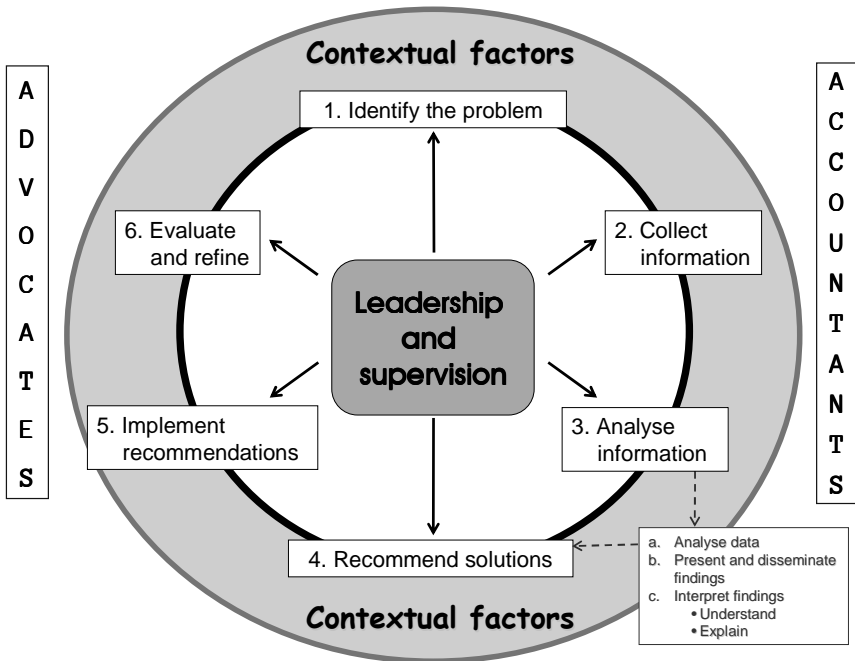 Contextual factors
1. Identify the problem
2. Collect
information
3. Analyse
information
a. Analyse data
b. Present and disseminate
findings
c. Interpret findings
• Understand
• Explain
4. Recommend solutions
5. Implement
recommendations
6. Evaluate
and refine
Leadership
and
supervision
Contextual factors
A
D
V
O
C
A
T
E
S
A
C
C
O
U
N
T
A
N
T
S